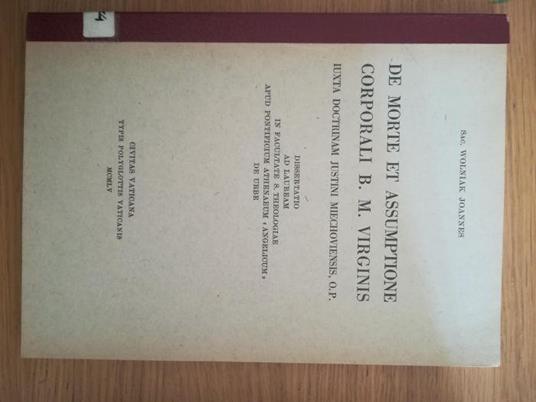 Sac. WOŹNIAK JOANNES
DE MORTE ET ASSUMPTIONE
CORPORALI B. M. VIRGINIS
IUXTA DOCTRINAM JUSTINI MIECHOVIENSIS, O.P.
DISSERTATIO
AD LAUREAM
IN FACULTATE S. THEOLOGIAE
APUD PONTIFICIUM ATHENAEUM « ANGELICUM »
DE URBE
CIVITAS VATICANA
TYPIS POLYGLOTTIS VATICANIS
MCMLV